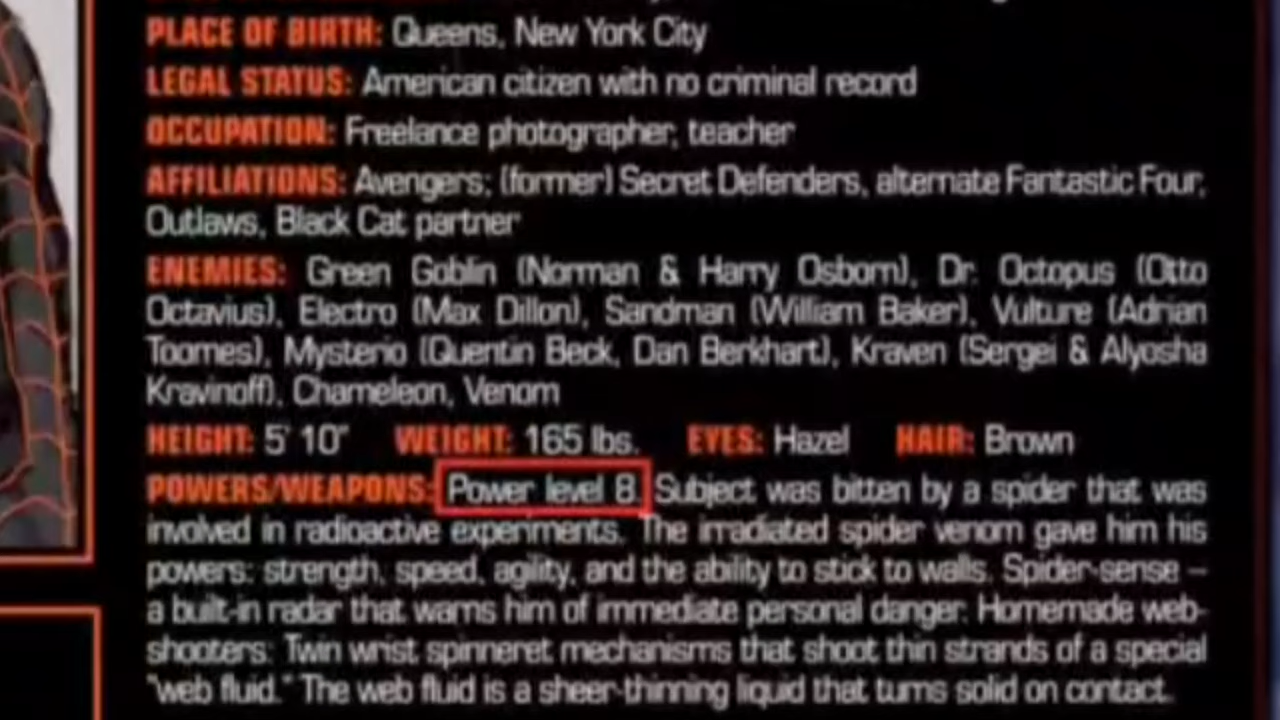 PLACE OF BIRTH: Queens, New York City
LEGAL STATUS: American citizen with no criminal record
OCCUPATION: Freelance photographer, teacher
AFFILIATIONS: Avengers; (former) Secret Defenders, alternate Fantastic Four,
Outlaws, Black Cat partner
ENEMIES: Green Goblin (Norman & Harry Osborn), Dr. Octopus (Otto
Octavius), Electro (Max Dillon), Sandman (William Baker), Vulture (Adrian
Toomes), Mysterio (Quentin Beck, Dan Berkhart), Kraven (Sergei & Alyosha
Kravinoff), Chameleon, Venom
HEIGHT: 5' 10" WEIGHT: 165 lbs. EYES: Hazel HAIR: Brown
POWERS/WEAPONS: Power level 8. Subject was bitten by a spider that was
involved in radioactive experiments. The irradiated spider venom gave him his
powers: strength, speed, agility, and the ability to stick to walls. Spider-sense –
a built-in radar that warns him of immediate personal danger. Homemade web-
shooters: Twin wrist spinneret mechanisms that shoot thin strands of a special
"web fluid." The web fluid is a sheer-thinning liquid that turns solid on contact.